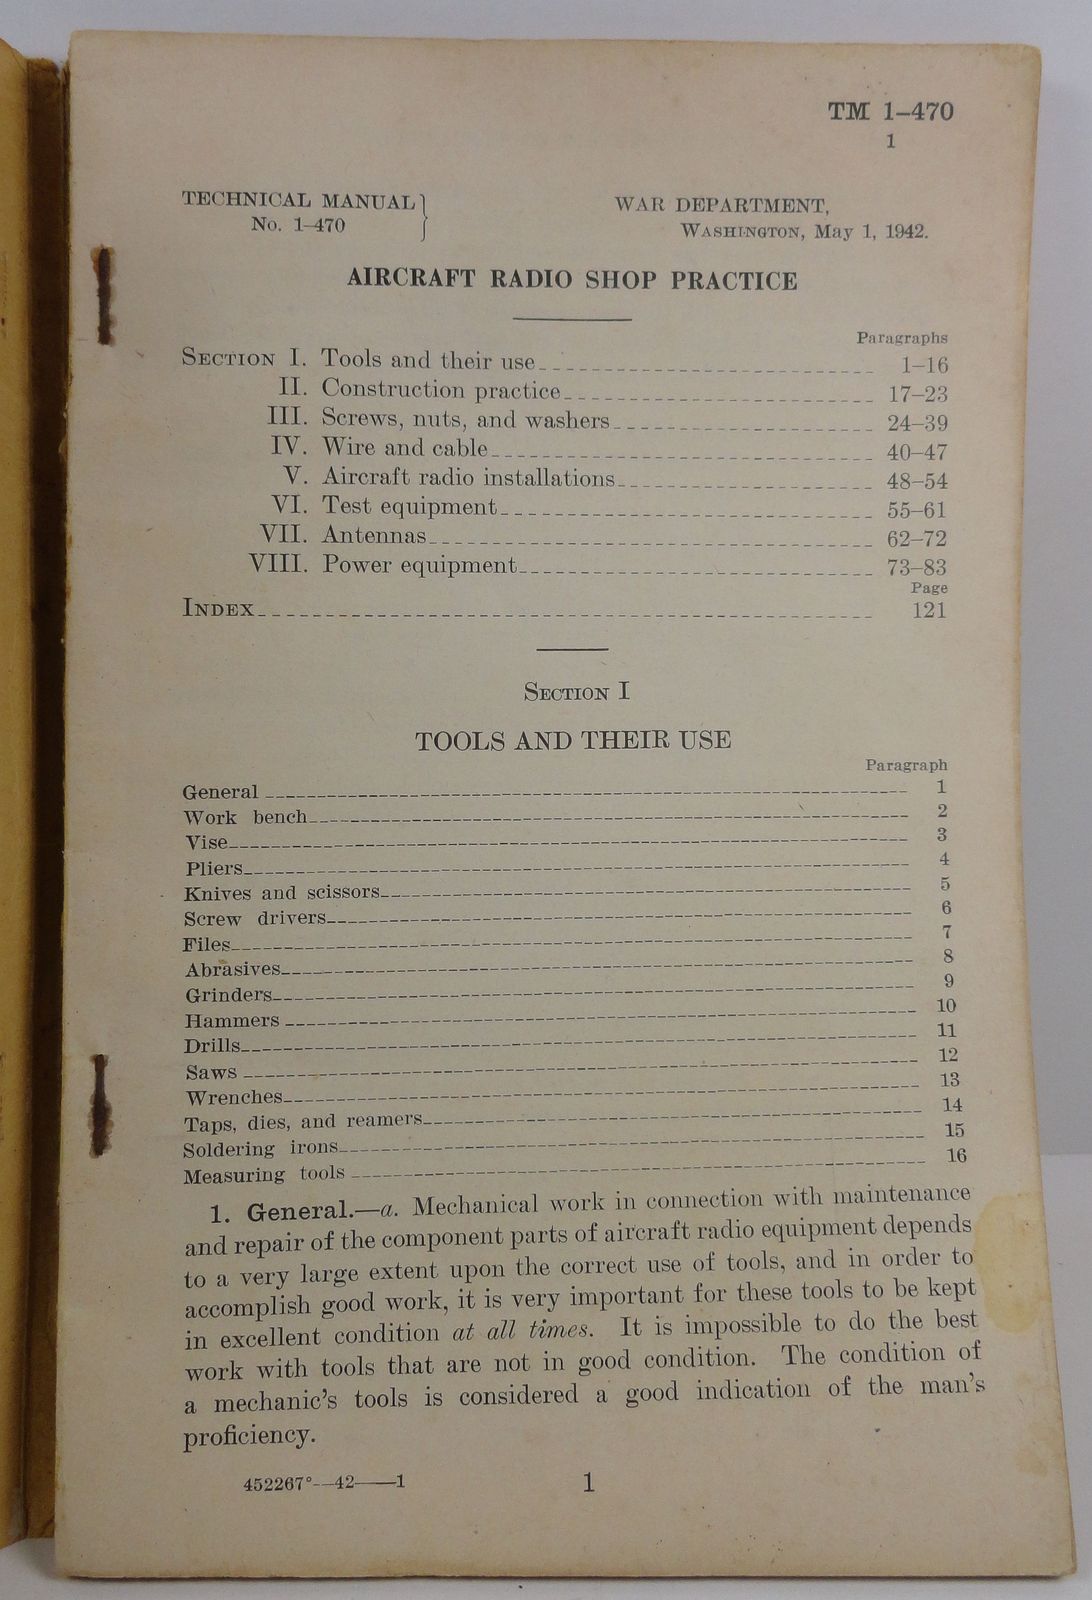 TM 1–470
1
TECHNICAL MANUAL}
No. 1–470
WAR DEPARTMENT,
WASHINGTON, May 1, 1942.
AIRCRAFT RADIO SHOP PRACTICE
Paragraphs
SECTION I. Tools and their use 1–16
II. Construction practice 17–23
III. Screws, nuts, and washers 24–39
IV. Wire and cable 40–47
V. Aircraft radio installations 48–54
VI. Test equipment 55–61
VII. Antennas 62–72
VIII. Power equipment 73–83
Page
INDEX 121
SECTION I
TOOLS AND THEIR USE
Paragraph
General 1
Work bench 2
Vise 3
Pliers 4
Knives and scissors 5
Screw drivers 6
Files 7
Abrasives 8
Grinders 9
Hammers 10
Drills 11
Saws 12
Wrenches 13
Taps, dies, and reamers 14
Soldering irons 15
Measuring tools 16
1. General.—a. Mechanical work in connection with maintenance
and repair of the component parts of aircraft radio equipment depends
to a very large extent upon the correct use of tools, and in order to
accomplish good work, it is very important for these tools to be kept
in excellent condition at all times. It is impossible to do the best
work with tools that are not in good condition. The condition of
a mechanic's tools is considered a good indication of the man's
proficiency.
452267°—42——1
1